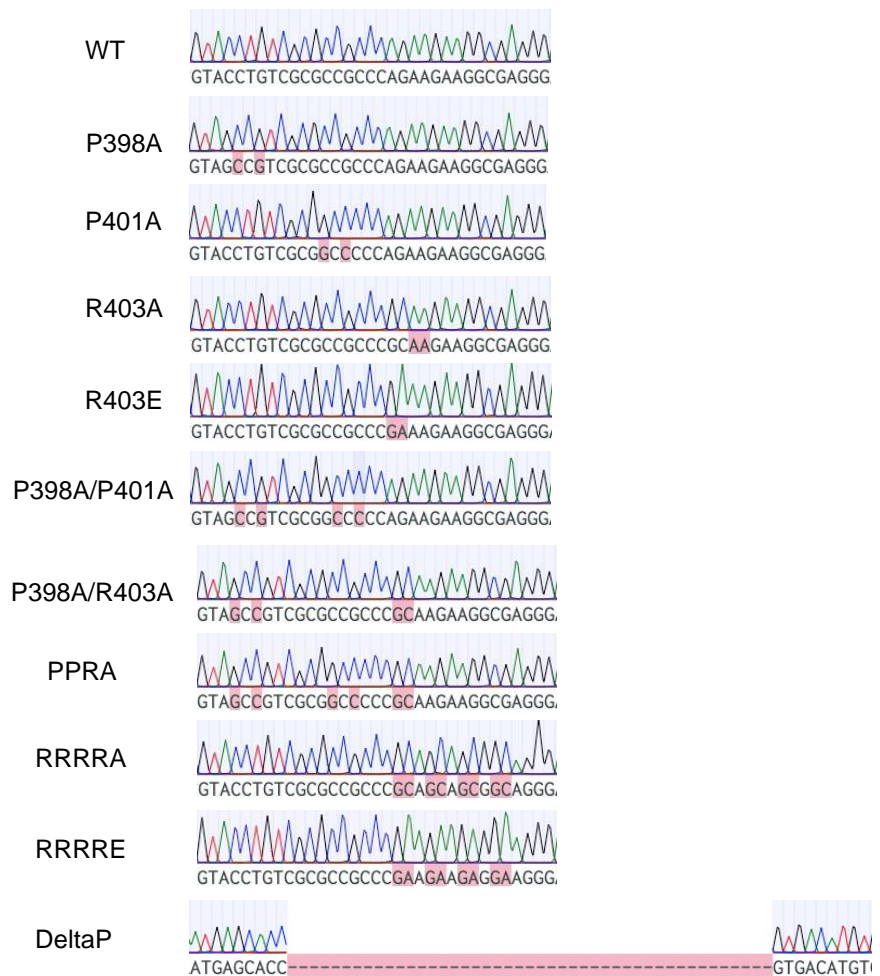 WT
GTACCTGTCGCGCCGCCCAGAAGAAGGCGAGGG
P398A
GTAGCCGTCGCGCCGCCCAGAAGAAGGCGAGGG
P401A
GTACCTGTCGCGGCCCCCAGAAGAAGGCGAGGG
R403A
GTACCTGTCGCGCCGCCCGCAAGAAGGCGAGGG
R403E
GTACCTGTCGCGCCGCCCGAAAGAAGGCGAGGG
P398A/P401A
GTAGCCGTCGCGGCCCCCAGAAGAAGGCGAGGG
P398A/R403A
GTAGCCGTCGCGCCGCCCGCAAGAAGGCGAGGG
PPRA
GTAGCCGTCGCGGCCCCCGCAAGAAGGCGAGGG
RRRRA
GTACCTGTCGCGCCGCCCGCAGCAGCGGCAGGG
RRRRE
GTACCTGTCGCGCCGCCCGAAGAAGAGGAAGGG
DeltaP
ATGAGCACC---------------------------------------------GTGACATGT